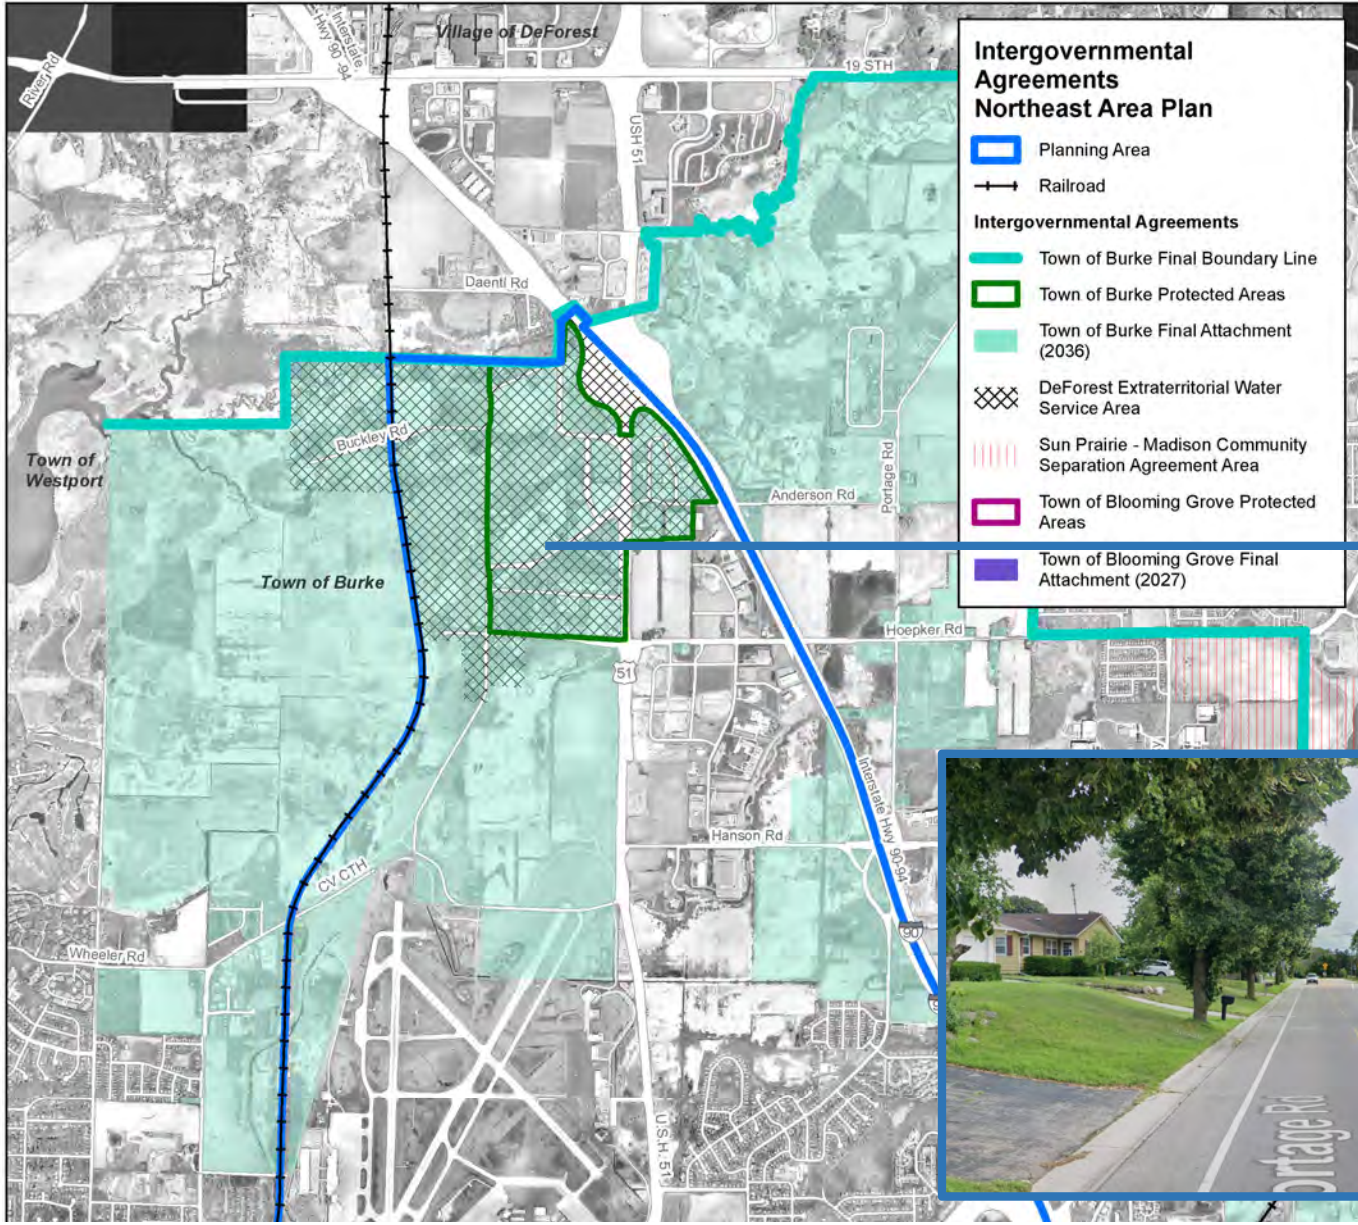 Intergovernmental
Agreements
Northeast Area Plan
Planning Area
Railroad
Intergovernmental Agreements
Town of Burke Final Boundary Line
Town of Burke Protected Areas
Town of Burke Final Attachment
(2036)
DeForest Extraterritorial Water
Service Area
Sun Prairie - Madison Community
Separation Agreement Area
Town of Blooming Grove Protected
Areas
Town of Blooming Grove Final
Attachment (2027)
River Rd
Interstate
Hwy 90-94
Village of DeForest
19 STH
USH 51
Daentl Rd
Buckley Rd
Town of
Westport
Portage Rd
Anderson Rd
Town of Burke
Hoepker Rd
51
Interstate Hwy 90-94
Hanson Rd
CV CTH
90
Wheeler Rd
U.S.H. 51
ortage Rd